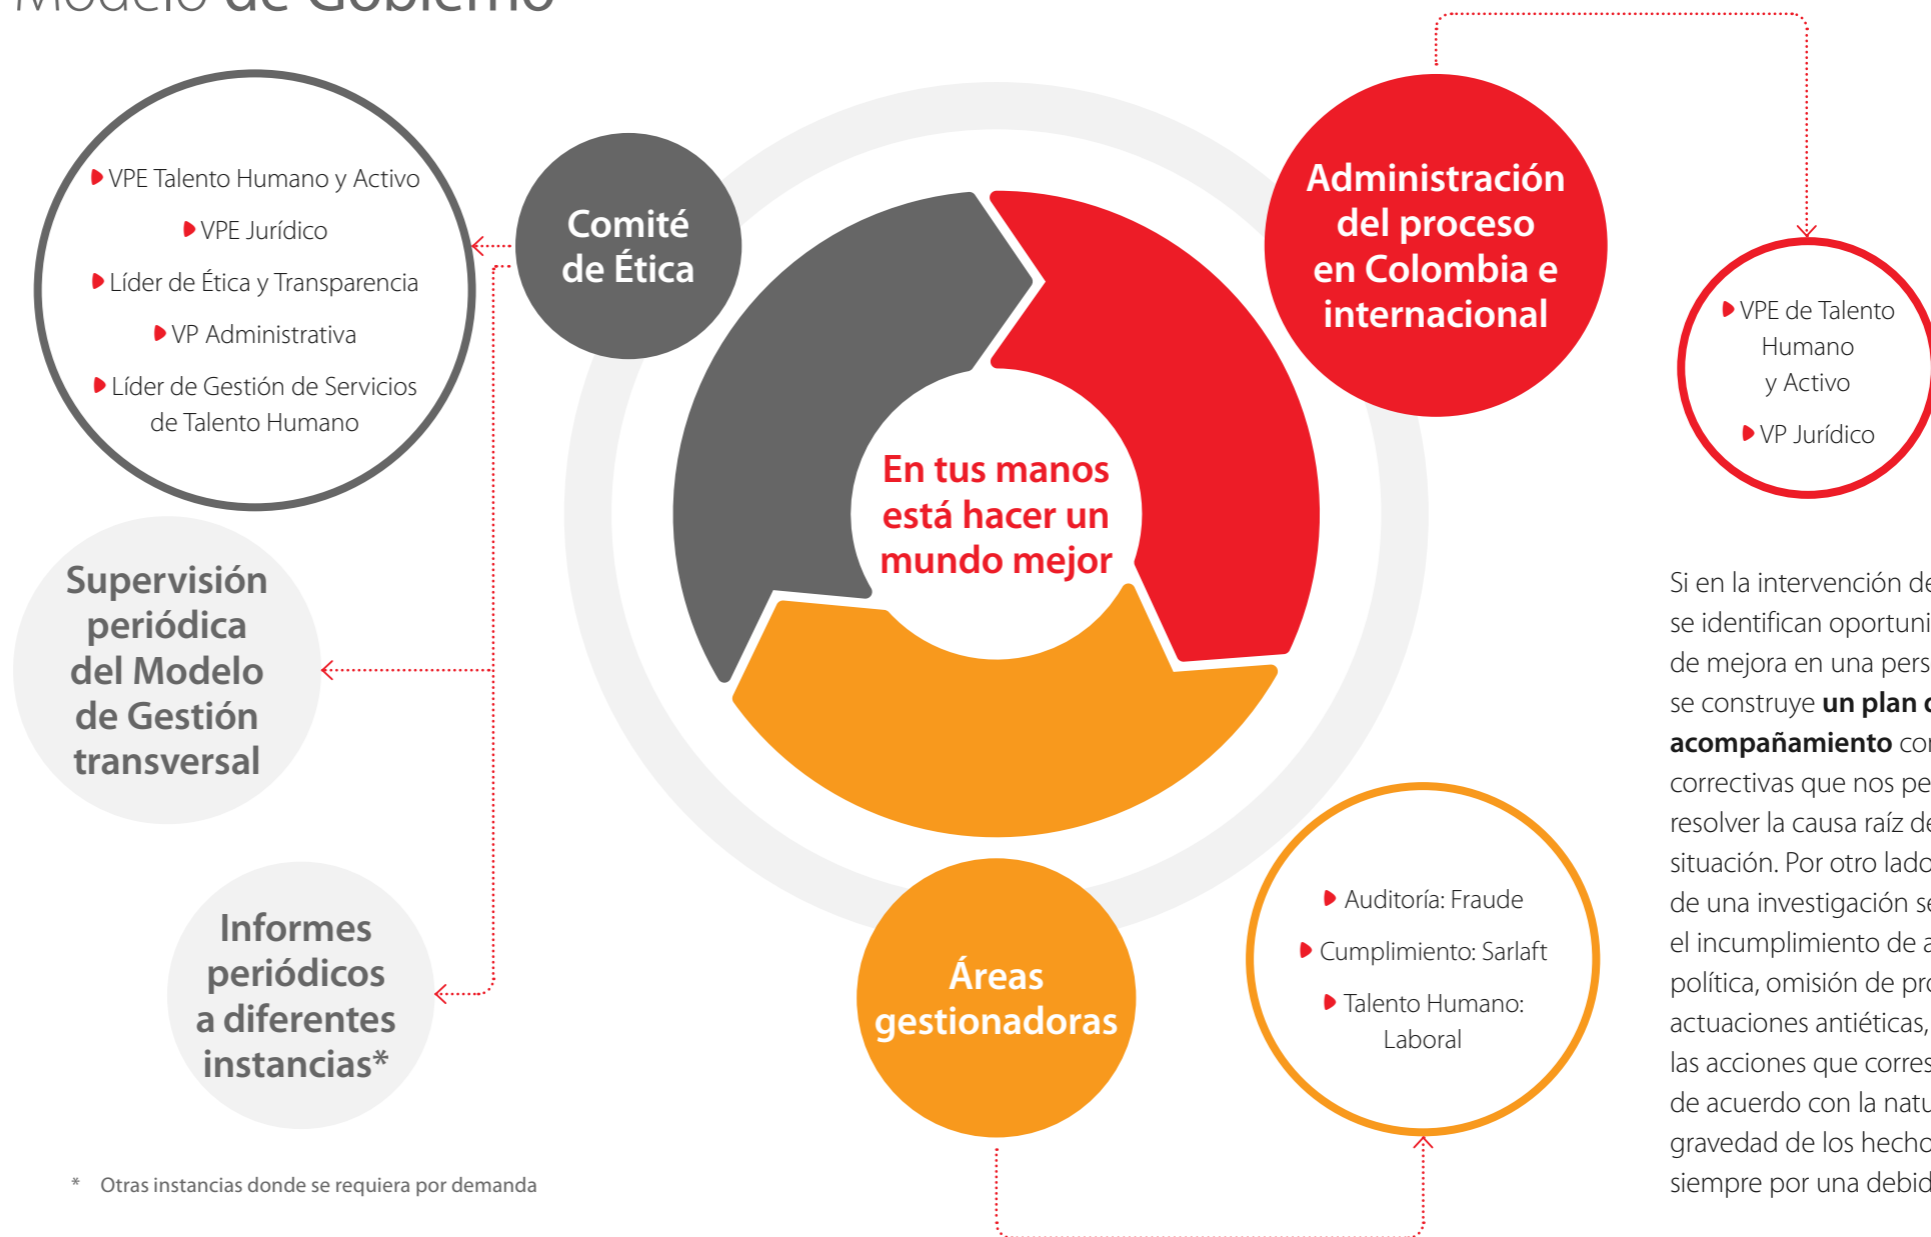 Modelo de Gobierno
VPE Talento Humano y Activo
VPE Jurídico
Líder de Ética y Transparencia
VP Administrativa
Líder de Gestión de Servicios
de Talento Humano
Comité
de Ética
Supervisión
periódica
del Modelo
de Gestión
transversal
Informes
periódicos
a diferentes
instancias*
* Otras instancias donde se requiera por demanda
En tus manos
está hacer un
mundo mejor
Administración
del proceso
en Colombia e
internacional
VPE de Talento
Humano
y Activo
VP Jurídico
Áreas
gestionadoras
Auditoría: Fraude
Cumplimiento: Sarlaft
Talento Humano:
Laboral
Si en la intervención de
se identifican oportuni
de mejora en una pers
se construye un plan
acompañamiento
correctivas que nos pe
resolver la causa raíz de
situación. Por otro lado
de una investigación se
el incumplimiento de a
política, omisión de pro
actuaciones antiéticas,
las acciones que corres
de acuerdo con la natu
gravedad de los hecho
siempre por una debid